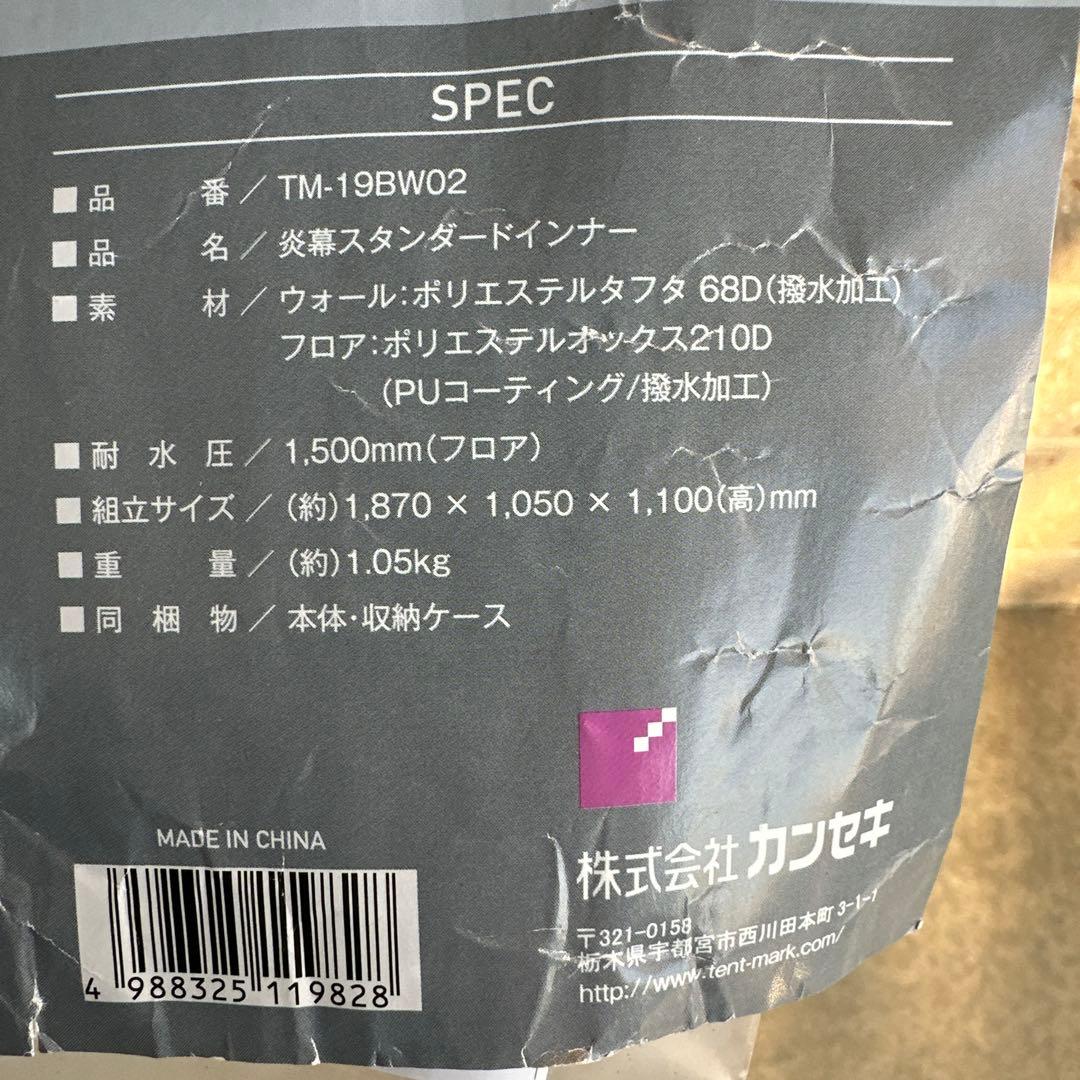 SPEC
■品　　　番／TM-19BW02
■品　　　名／炎幕スタンダードインナー
■素　　　材／ウォール:ポリエステルタフタ 68D(撥水加工)
フロア:ポリエステルオックス210D
(PUコーティング/撥水加工)
■耐　水　圧／1,500mm(フロア)
■組立サイズ／(約)1,870 × 1,050 × 1,100(高)mm
■重　　　量／(約)1.05kg
■同　梱　物／本体・収納ケース
MADE IN CHINA
4 988325 119828
株式会社 カンセキ
〒321-0158
栃木県宇都宮市西川田本町 3-1-1
http://www.tent-mark.com/